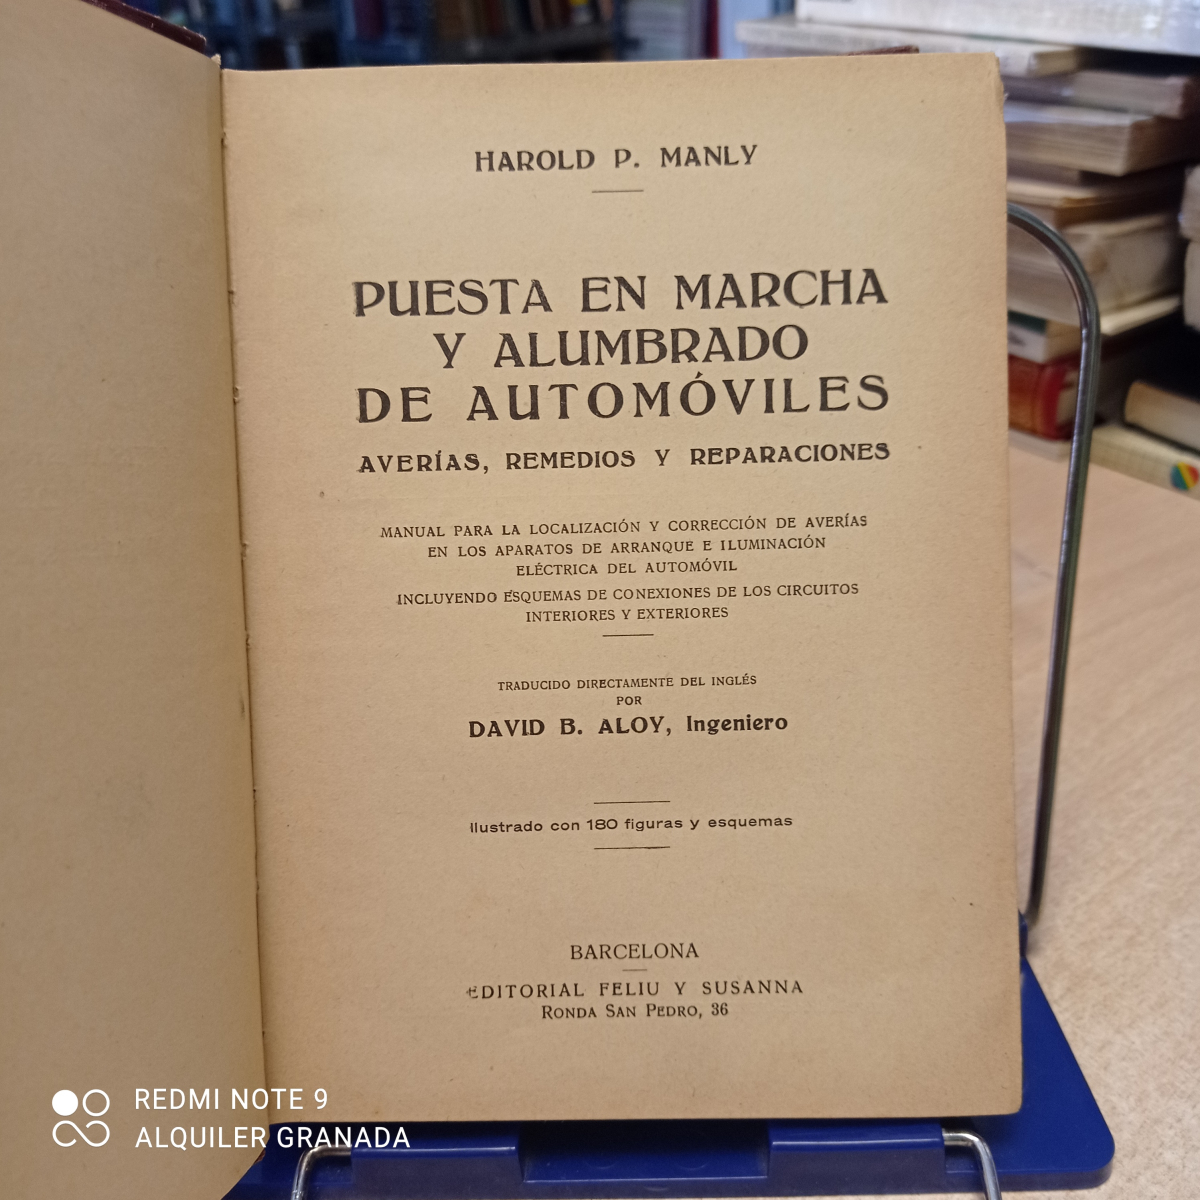 HAROLD P. MANLY
PUESTA EN MARCHA
Y ALUMBRADO
DE AUTOMÓVILES
AVERÍAS, REMEDIOS Y REPARACIONES
MANUAL PARA LA LOCALIZACIÓN Y CORRECCIÓN DE AVERÍAS
EN LOS APARATOS DE ARRANQUE E ILUMINACIÓN
ELÉCTRICA DEL AUTOMÓVIL
INCLUYENDO ESQUEMAS DE CONEXIONES DE LOS CIRCUITOS
INTERIORES Y EXTERIORES
TRADUCIDO DIRECTAMENTE DEL INGLÉS
POR
DAVID B. ALOY, Ingeniero
Ilustrado con 180 figuras y esquemas
BARCELONA
EDITORIAL FELIU Y SUSANNA
RONDA SAN PEDRO, 36
REDMI NOTE 9
ALQUILER GRANADA